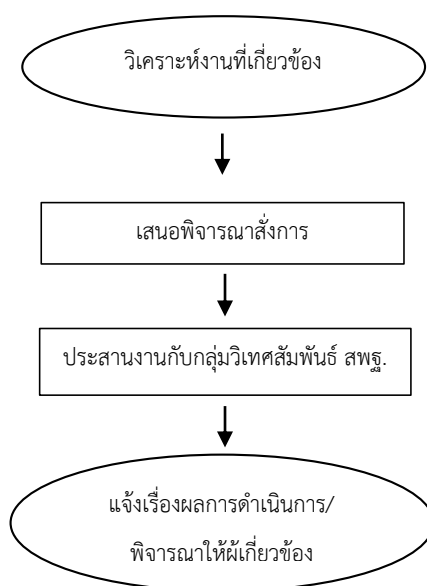 วิเคราะห์งานที่เกี่ยวข้อง
เสนอพิจารณาสั่งการ
ประสานงานกับกลุ่มวิเทศสัมพันธ์ สพฐ.
แจ้งเรื่องผลการดำเนินการ/
พิจารณาให้ผู้เกี่ยวข้อง